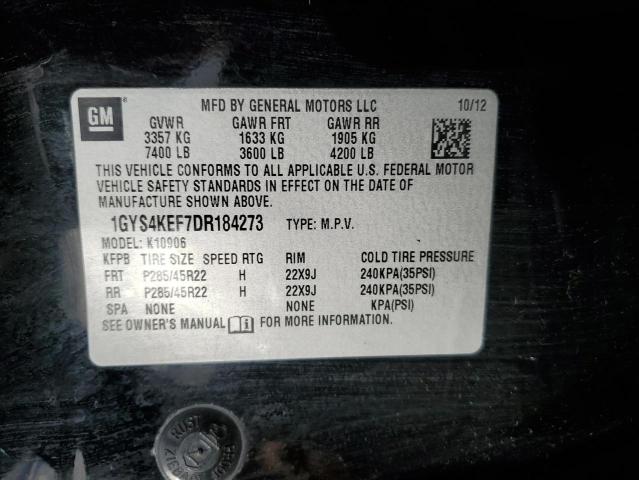 GM
MFD BY GENERAL MOTORS LLC 10/12
GVWR GAWR FRT GAWR RR
3357 KG 1633 KG 1905 KG
7400 LB 3600 LB 4200 LB
THIS VEHICLE CONFORMS TO ALL APPLICABLE U.S. FEDERAL MOTOR
VEHICLE SAFETY STANDARDS IN EFFECT ON THE DATE OF
MANUFACTURE SHOWN ABOVE.
1GYS4KEF7DR184273 TYPE: M.P.V.
MODEL: K10906
KFPB TIRE SIZE SPEED RTG RIM COLD TIRE PRESSURE
FRT P285/45R22 H 22X9J 240KPA(35PSI)
RR P285/45R22 H 22X9J 240KPA(35PSI)
SPA NONE NONE KPA(PSI)
SEE OWNER'S MANUAL FOR MORE INFORMATION.
RUST